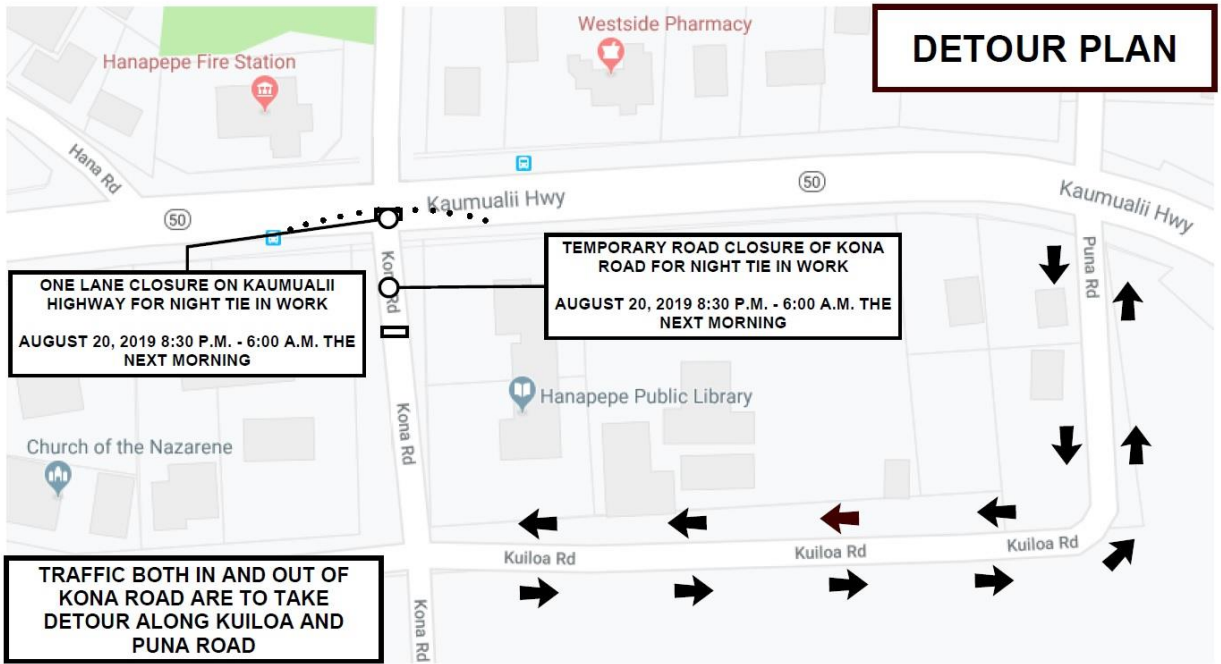 DETOUR PLAN
Westside Pharmacy
Hanapepe Fire Station
Hana Rd
50
Kaumualii Hwy
50
Kaumualii Hwy
Puna Rd
Kona Rd
ONE LANE CLOSURE ON KAUMUALII
HIGHWAY FOR NIGHT TIE IN WORK
AUGUST 20, 2019 8:30 P.M. - 6:00 A.M. THE
NEXT MORNING
TEMPORARY ROAD CLOSURE OF KONA
ROAD FOR NIGHT TIE IN WORK
AUGUST 20, 2019 8:30 P.M. - 6:00 A.M. THE
NEXT MORNING
Hanapepe Public Library
Kona Rd
Church of the Nazarene
Kuiloa Rd
Kuiloa Rd
Kuiloa Rd
TRAFFIC BOTH IN AND OUT OF
KONA ROAD ARE TO TAKE
DETOUR ALONG KUILOA AND
PUNA ROAD
Kona Rd